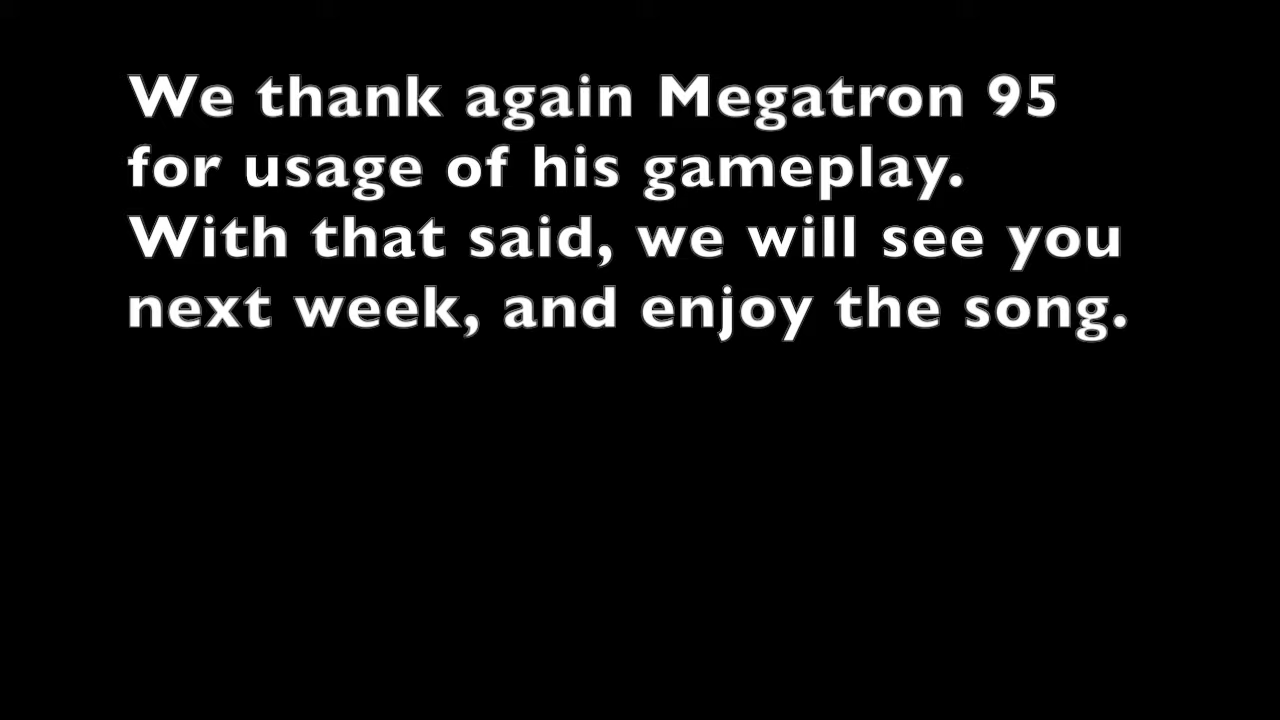 We thank again Megatron 95
for usage of his gameplay.
With that said, we will see you
next week, and enjoy the song.